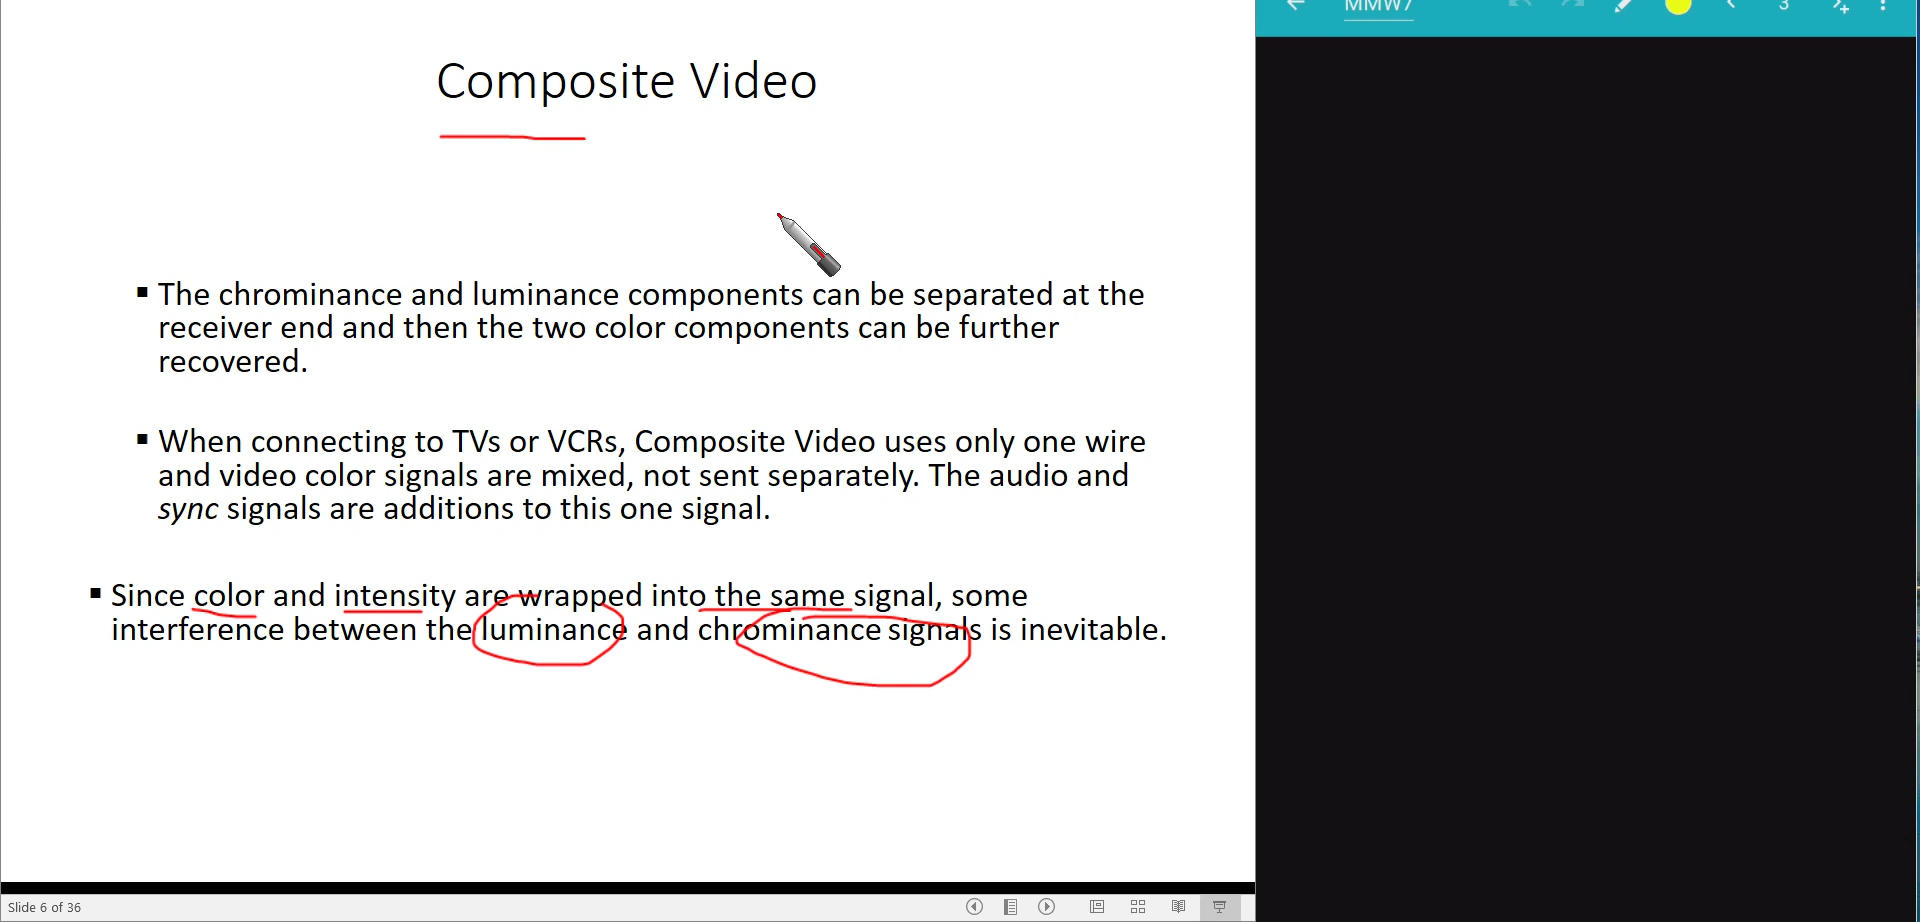 Composite Video
▪ The chrominance and luminance components can be separated at the
receiver end and then the two color components can be further
recovered.
▪ When connecting to TVs or VCRs, Composite Video uses only one wire
and video color signals are mixed, not sent separately. The audio and
sync signals are additions to this one signal.
▪ Since color and intensity are wrapped into the same signal, some
interference between the luminance and chrominance signals is inevitable.
Slide 6 of 36
MMW7
3